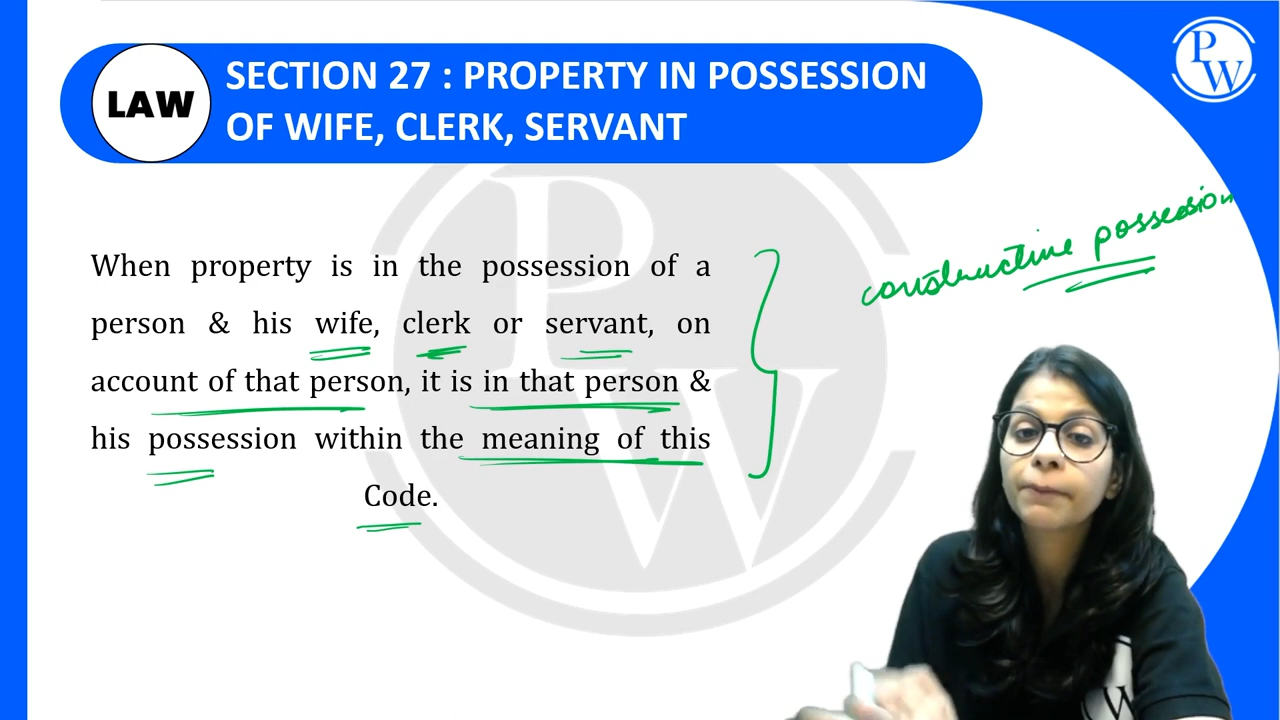 PW
LAW
SECTION 27 : PROPERTY IN POSSESSION
OF WIFE, CLERK, SERVANT
constructive possession
When property is in the possession of a
person & his wife, clerk or servant, on
account of that person, it is in that person &
his possession within the meaning of this
Code.
PW
W